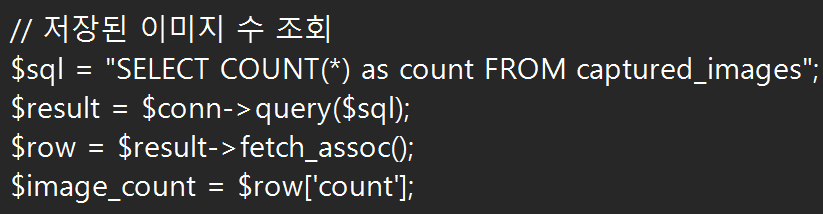 // 저장된 이미지 수 조회
$sql = "SELECT COUNT(*) as count FROM captured_images";
$result = $conn->query($sql);
$row = $result->fetch_assoc();
$image_count = $row['count'];